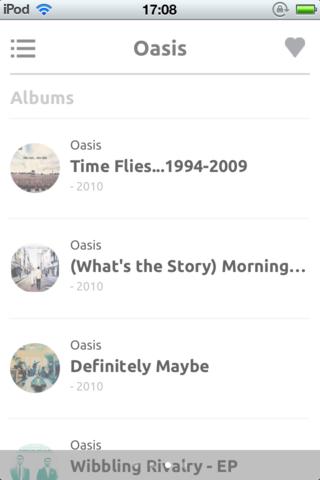 iPod 17:08
Oasis
Albums
Oasis
Time Flies...1994-2009
- 2010
Oasis
(What's the Story) Morning...
- 2010
Oasis
Definitely Maybe
- 2010
Oasis
Wibbling Rivalry - EP